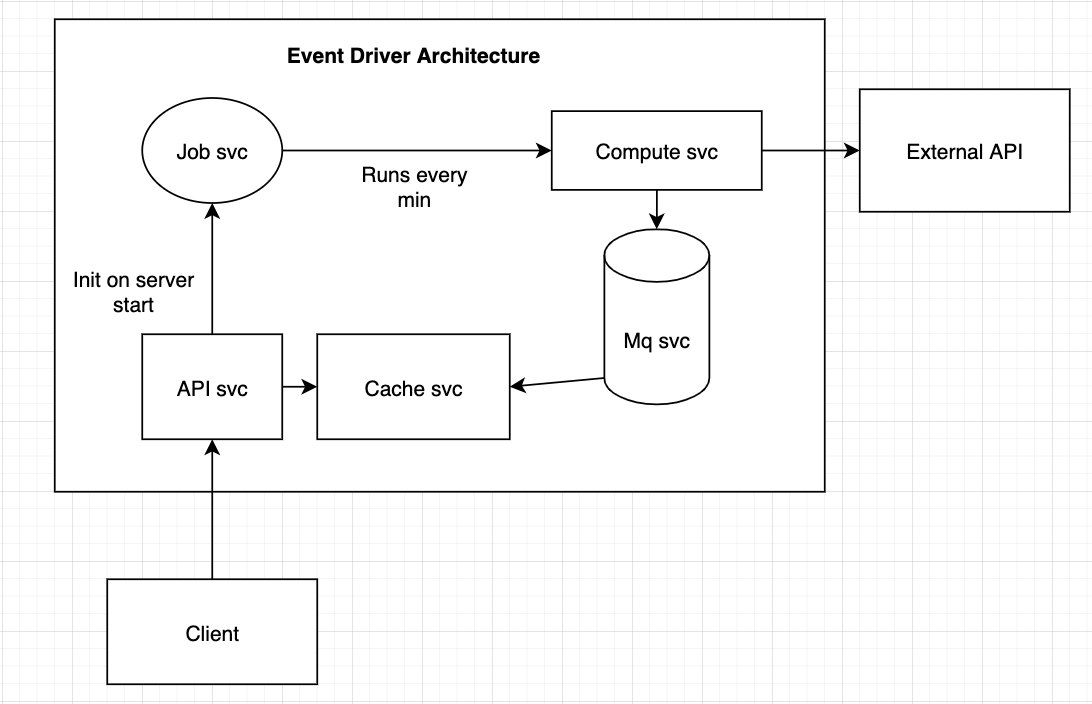 Event Driver Architecture
Job svc
Runs every
min
Compute svc
External API
Init on server
start
Mq svc
API svc
Cache svc
Client